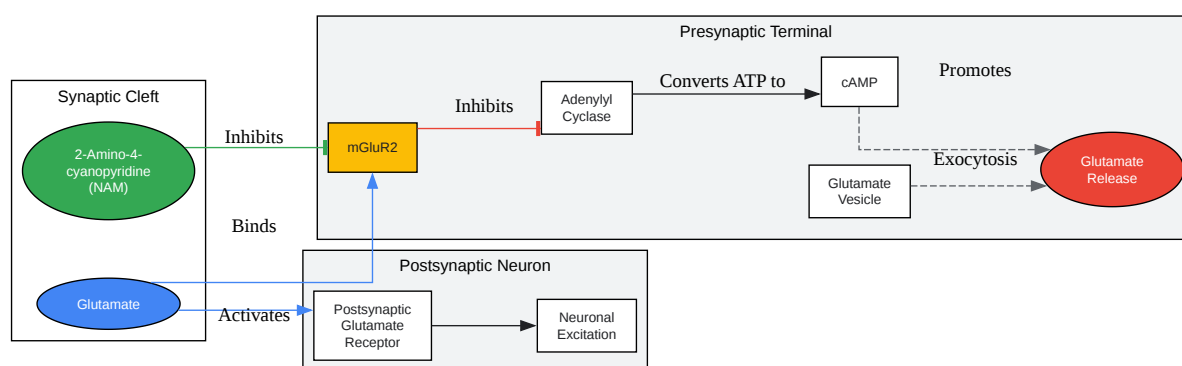 Synaptic Cleft
2-Amino-4-
cyanopyridine
(NAM)
Glutamate
Inhibits
Binds
Activates
Presynaptic Terminal
mGluR2
Inhibits
Adenylyl
Cyclase
Converts ATP to
cAMP
Promotes
Exocytosis
Glutamate
Vesicle
Glutamate
Release
Postsynaptic Neuron
Postsynaptic
Glutamate
Receptor
Neuronal
Excitation